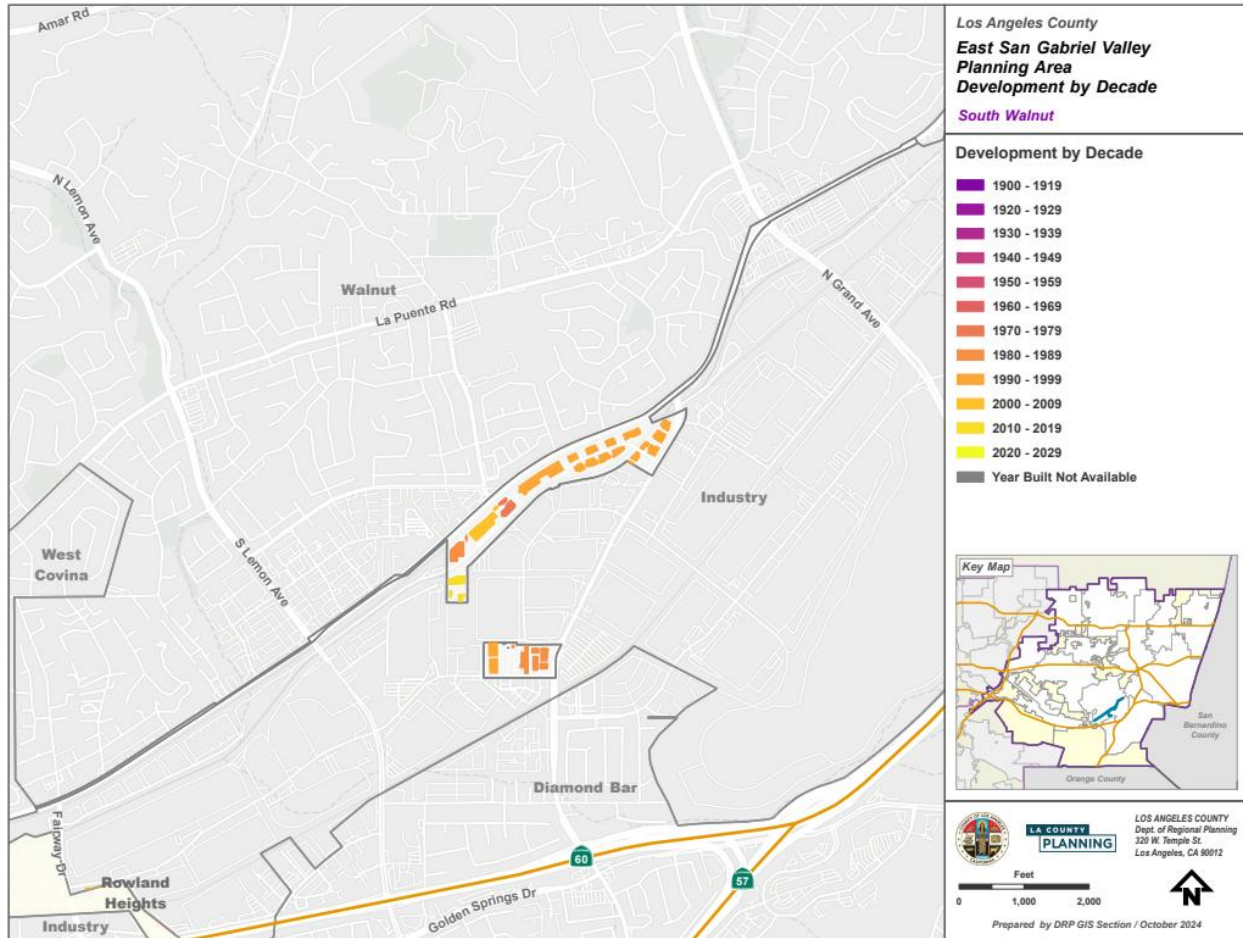 Amar Rd
N Lemon Ave
Walnut
La Puente Rd
N Grand Ave
Industry
West
Covina
S Lemon Ave
Diamond Bar
Fairway Dr
Rowland
Heights
Industry
60
57
Golden Springs Dr
Los Angeles County
East San Gabriel Valley
Planning Area
Development by Decade
South Walnut
Development by Decade
1900 - 1919
1920 - 1929
1930 - 1939
1940 - 1949
1950 - 1959
1960 - 1969
1970 - 1979
1980 - 1989
1990 - 1999
2000 - 2009
2010 - 2019
2020 - 2029
Year Built Not Available
Key Map
San
Bernardino
County
Orange County
LA COUNTY
PLANNING
LOS ANGELES COUNTY
Dept. of Regional Planning
320 W. Temple St.
Los Angeles, CA 90012
Feet
0 1,000 2,000
N
Prepared by DRP GIS Section / October 2024